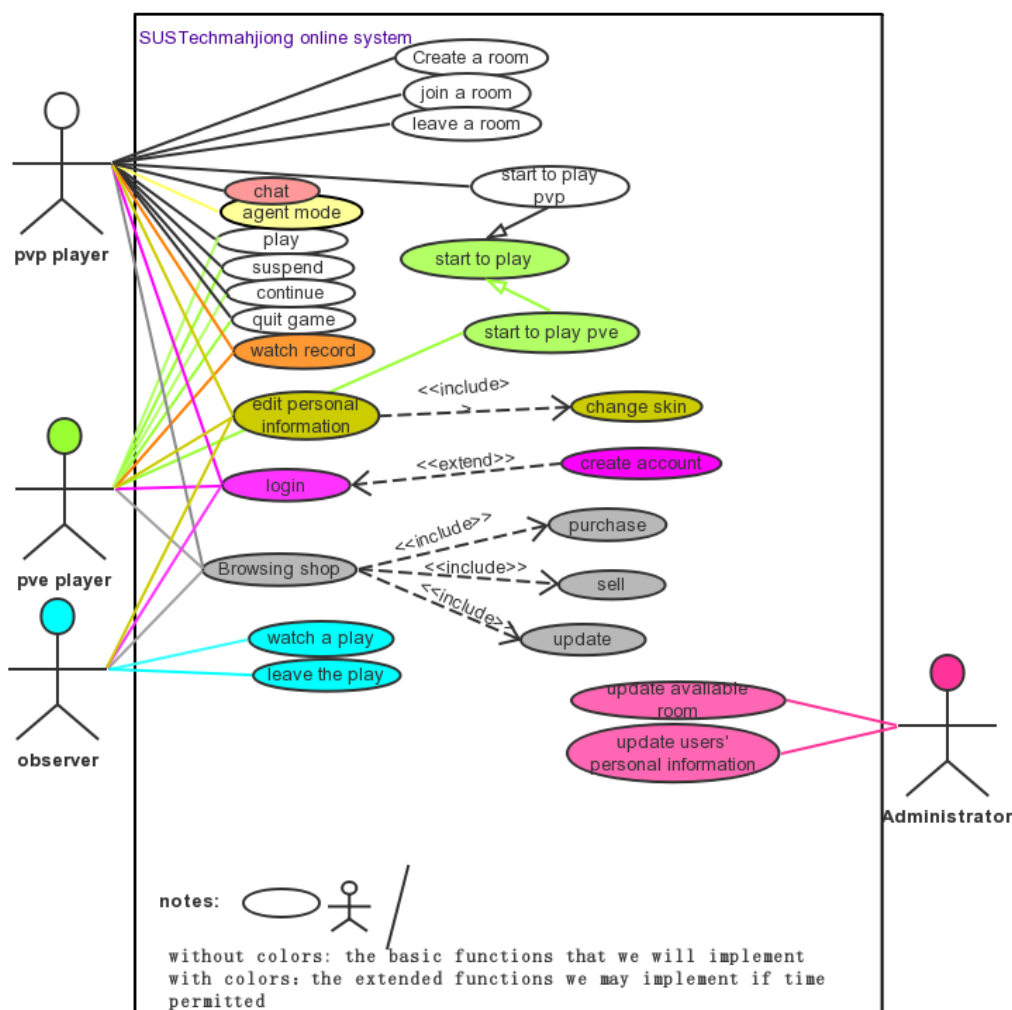 SUSTechmahjiong online system
Create a room
join a room
leave a room
start to play
pvp
chat
agent mode
play
suspend
continue
quit game
watch record
start to play
start to play pve
pvp player
edit personal
information
<<include>
>
change skin
login
<<extend>>
create account
pve player
Browsing shop
<<include>>
purchase
<<include>>
sell
<<include>>
update
watch a play
leave the play
observer
update available
room
update users'
personal information
Administrator
notes:
without colors: the basic functions that we will implement
with colors: the extended functions we may implement if time
permitted